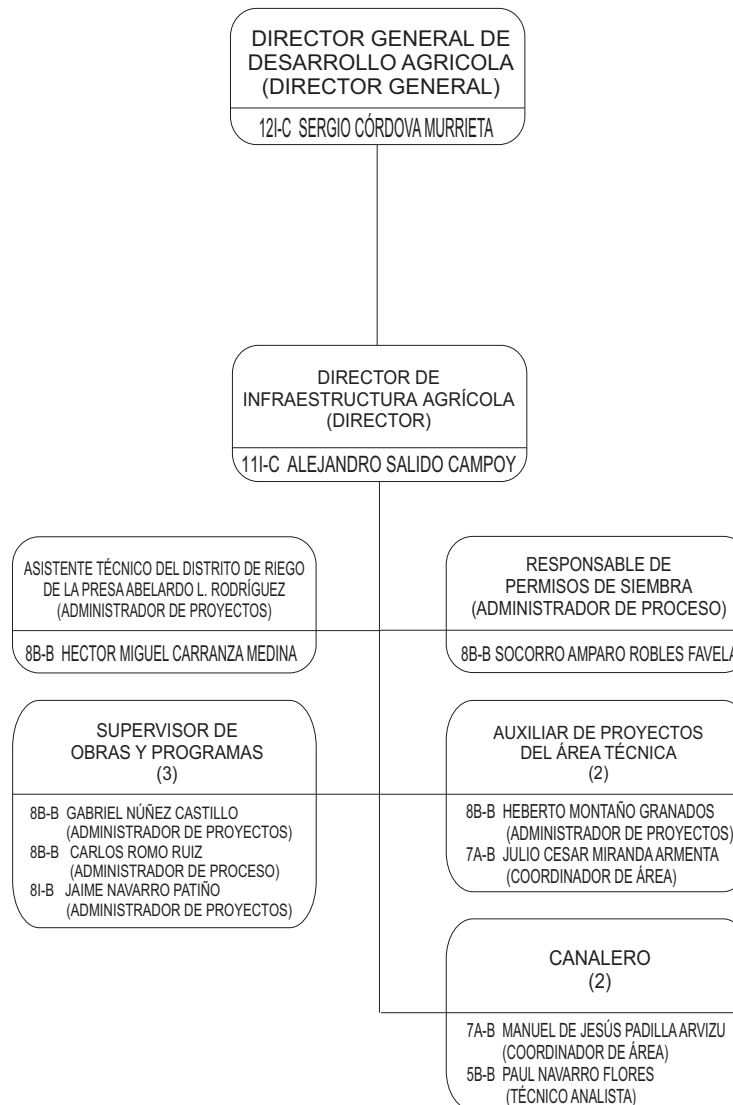 DIRECTOR GENERAL DE
DESARROLLO AGRICOLA
(DIRECTOR GENERAL)
12I-C SERGIO CÓRDOVA MURRIETA
DIRECTOR DE
INFRAESTRUCTURA AGRÍCOLA
(DIRECTOR)
11I-C ALEJANDRO SALIDO CAMPOY
ASISTENTE TÉCNICO DEL DISTRITO DE RIEGO
DE LA PRESA ABELARDO L. RODRÍGUEZ
(ADMINISTRADOR DE PROYECTOS)
8B-B HECTOR MIGUEL CARRANZA MEDINA
RESPONSABLE DE
PERMISOS DE SIEMBRA
(ADMINISTRADOR DE PROCESO)
8B-B SOCORRO AMPARO ROBLES FAVELA
SUPERVISOR DE
OBRAS Y PROGRAMAS
(3)
8B-B GABRIEL NÚÑEZ CASTILLO
(ADMINISTRADOR DE PROYECTOS)
8B-B CARLOS ROMO RUIZ
(ADMINISTRADOR DE PROCESO)
8I-B JAIME NAVARRO PATIÑO
(ADMINISTRADOR DE PROYECTOS)
AUXILIAR DE PROYECTOS
DEL ÁREA TÉCNICA
(2)
8B-B HEBERTO MONTAÑO GRANADOS
(ADMINISTRADOR DE PROYECTOS)
7A-B JULIO CESAR MIRANDA ARMENTA
(COORDINADOR DE ÁREA)
CANALERO
(2)
7A-B MANUEL DE JESÚS PADILLA ARVIZU
(COORDINADOR DE ÁREA)
5B-B PAUL NAVARRO FLORES
(TÉCNICO ANALISTA)